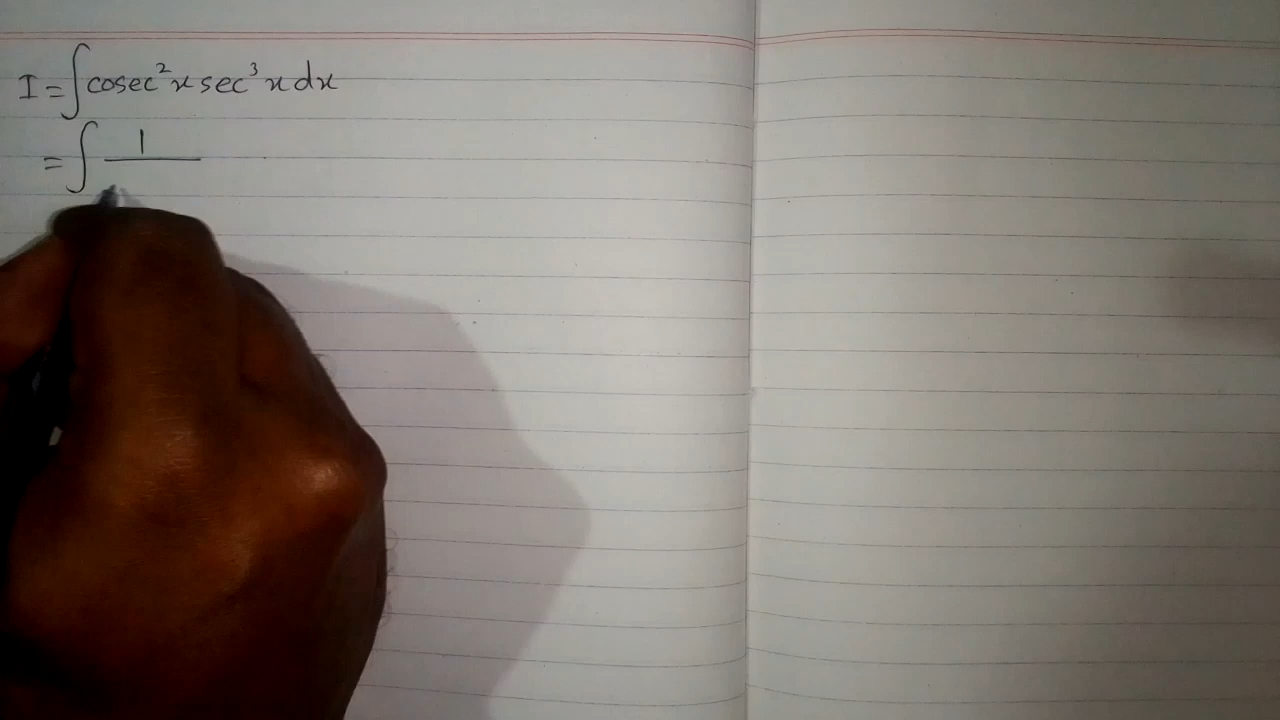 I = ∫ cosec²x sec³x dx
= ∫ 1/